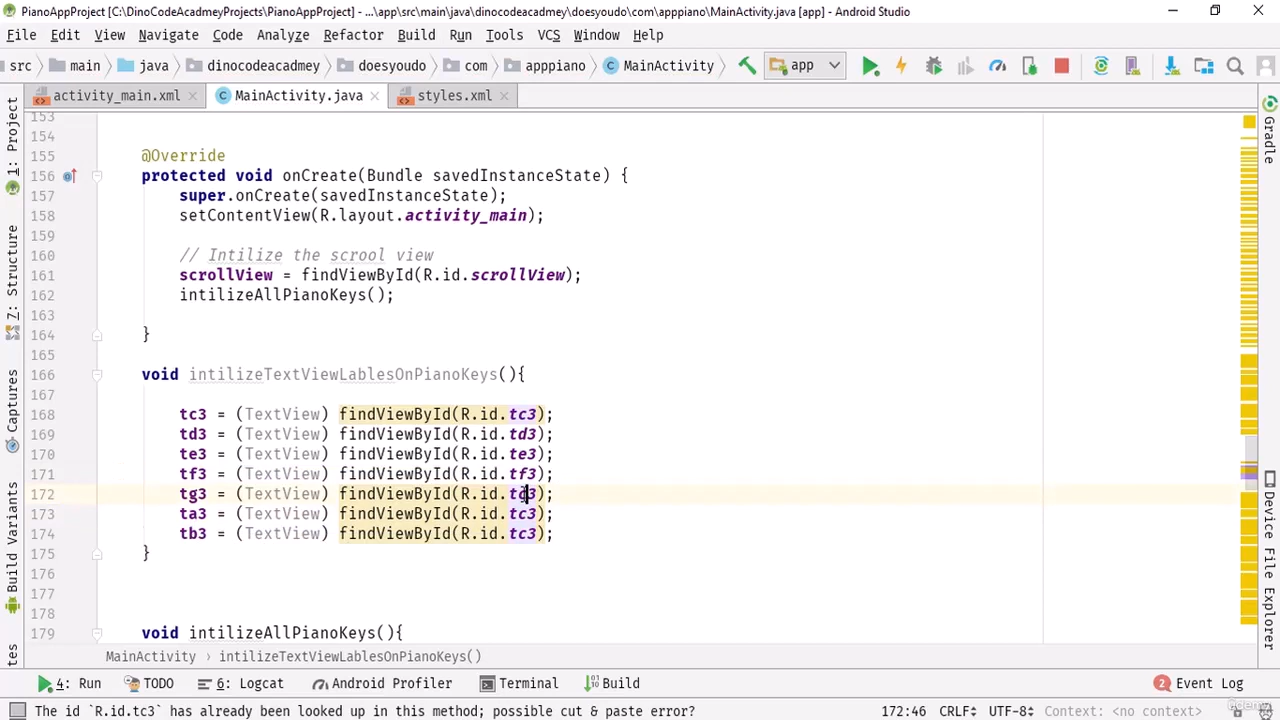 PianoAppProject [C:\DinoCodeAcadmeyProjects\PianoAppProject] - ...\app\src\main\java\dinocodeacadmey\doesyoudo\com\apppiano\MainActivity.java [app] - Android Studio
File Edit View Navigate Code Analyze Refactor Build Run Tools VCS Window Help
src main java dinocodeacadmey doesyoudo com apppiano MainActivity app
activity_main.xml MainActivity.java styles.xml
1: Project
Z: Structure
Captures
Build Variants
Gradle
Device File Explorer
153
154
155 @Override
156 protected void onCreate(Bundle savedInstanceState) {
157 super.onCreate(savedInstanceState);
158 setContentView(R.layout.activity_main);
159
160 // Intilize the scrool view
161 scrollView = findViewById(R.id.scrollView);
162 intilizeAllPianoKeys();
163
164 }
165
166 void intilizeTextViewLablesOnPianoKeys(){
167
168 tc3 = (TextView) findViewById(R.id.tc3);
169 td3 = (TextView) findViewById(R.id.td3);
170 te3 = (TextView) findViewById(R.id.te3);
171 tf3 = (TextView) findViewById(R.id.tf3);
172 tg3 = (TextView) findViewById(R.id.tc3);
173 ta3 = (TextView) findViewById(R.id.tc3);
174 tb3 = (TextView) findViewById(R.id.tc3);
175 }
176
177
178
179 void intilizeAllPianoKeys(){
MainActivity › intilizeTextViewLablesOnPianoKeys()
4: Run TODO 6: Logcat Android Profiler Terminal Build 2 Event Log
The id `R.id.tc3` has already been looked up in this method; possible cut & paste error? 172:46 CRLF UTF-8 Context: <no context>